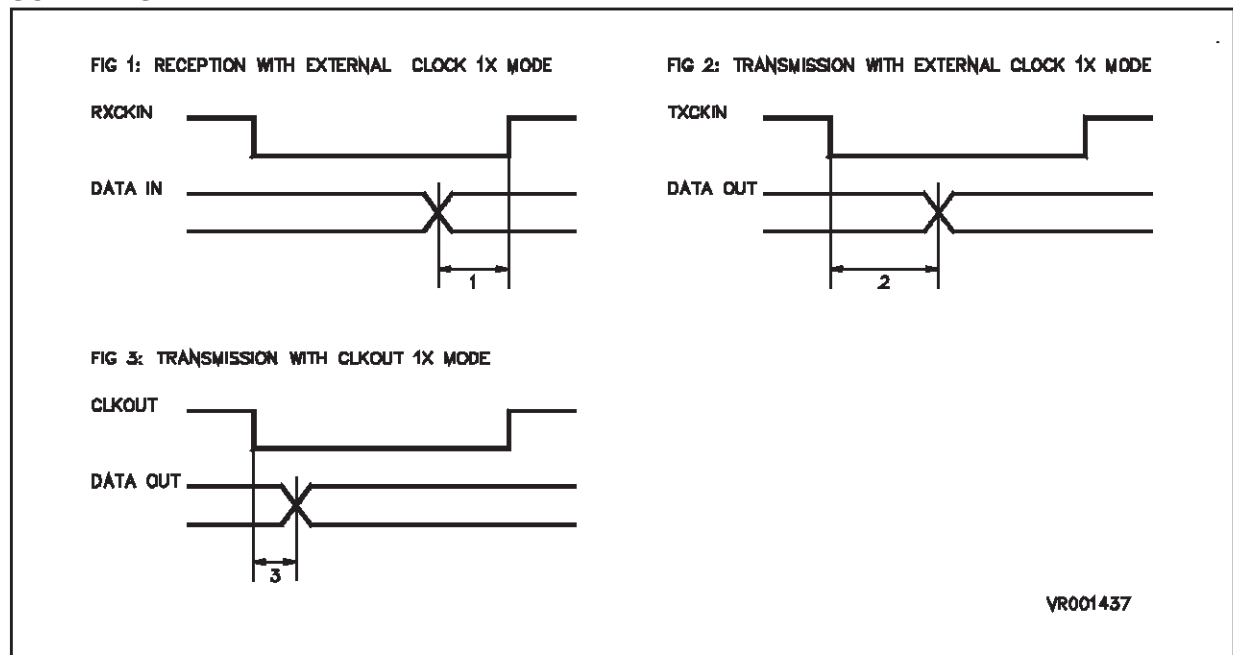 FIG 1: RECEPTION WITH EXTERNAL CLOCK 1X MODE
RXCKIN
DATA IN
1
FIG 2: TRANSMISSION WITH EXTERNAL CLOCK 1X MODE
TXCKIN
DATA OUT
2
FIG 3: TRANSMISSION WITH CLKOUT 1X MODE
CLKOUT
DATA OUT
3
VR001437